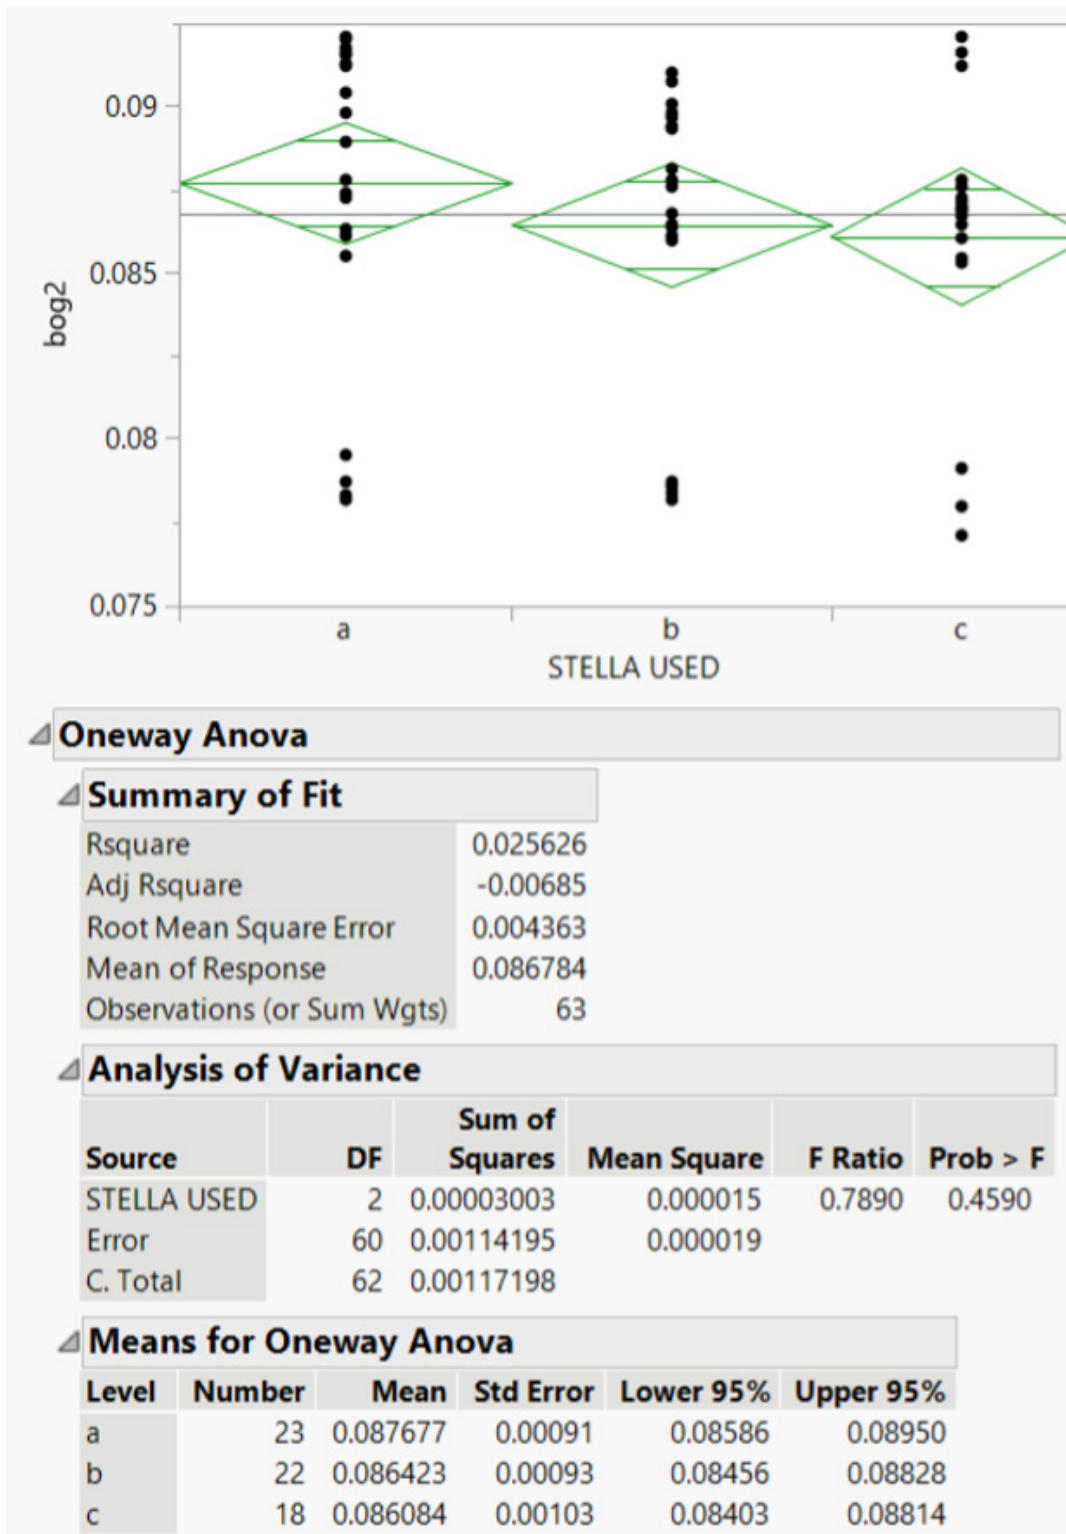 0.09
0.085
bog2
0.08
0.075
a b c
STELLA USED
Oneway Anova
Summary of Fit
Rsquare 0.025626
Adj Rsquare -0.00685
Root Mean Square Error 0.004363
Mean of Response 0.086784
Observations (or Sum Wgts) 63
Analysis of Variance
Sum of
Source DF Squares Mean Square F Ratio Prob > F
STELLA USED 2 0.00003003 0.000015 0.7890 0.4590
Error 60 0.00114195 0.000019
C. Total 62 0.00117198
Means for Oneway Anova
Level Number Mean Std Error Lower 95% Upper 95%
a 23 0.087677 0.00091 0.08586 0.08950
b 22 0.086423 0.00093 0.08456 0.08828
c 18 0.086084 0.00103 0.08403 0.08814